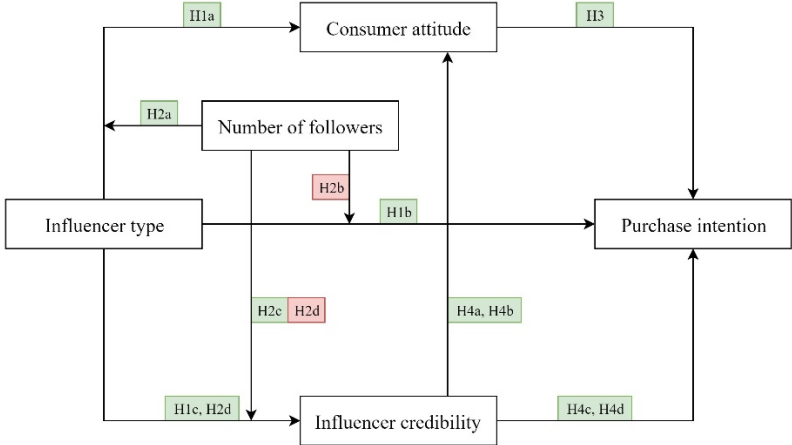 H1a
H3
Consumer attitude
H2a
Number of followers
H2b
H1b
Influencer type
Purchase intention
H2c H2d
H4a, H4b
H1c, H2d
H4c, H4d
Influencer credibility